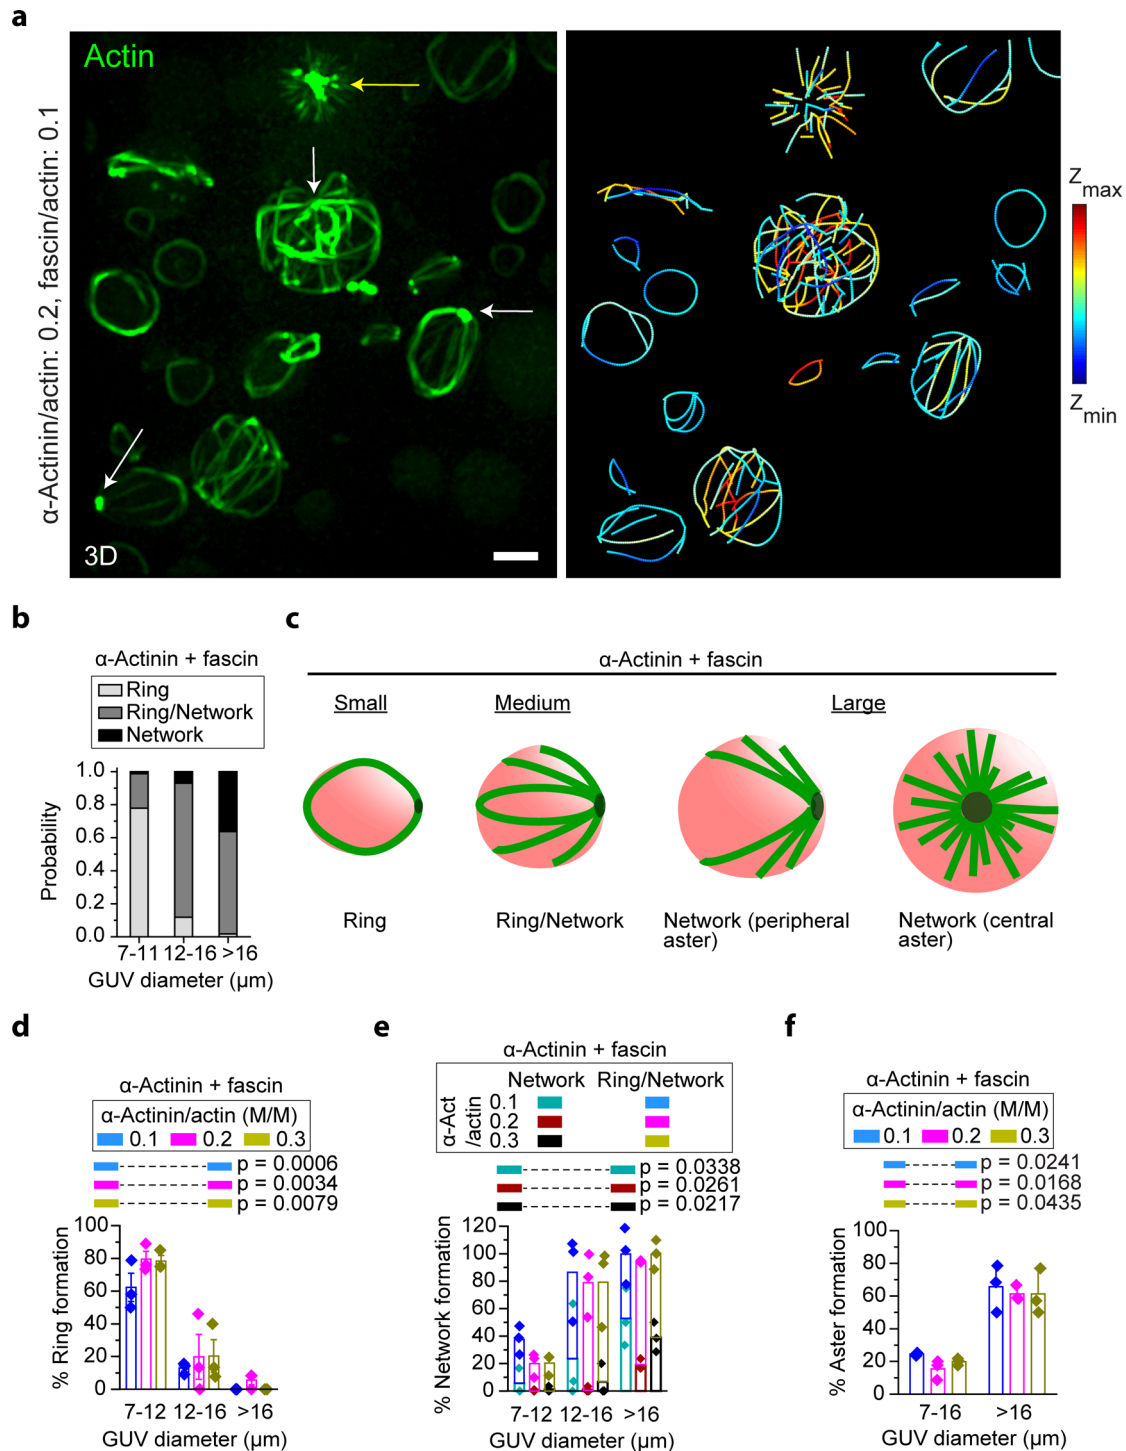 a
Actin
α-Actinin/actin: 0.2, fascin/actin: 0.1
3D
Zmax
Zmin
b
α-Actinin + fascin
Ring
Ring/Network
Network
Probability
1.0
0.8
0.6
0.4
0.2
0.0
7-11 12-16 >16
GUV diameter (µm)
c
α-Actinin + fascin
Small Medium Large
Ring
Ring/Network
Network (peripheral
aster)
Network (central
aster)
d
α-Actinin + fascin
α-Actinin/actin (M/M)
0.1 0.2 0.3
p = 0.0006
p = 0.0034
p = 0.0079
% Ring formation
100
80
60
40
20
0
7-12 12-16 >16
GUV diameter (µm)
e
α-Actinin + fascin
Network Ring/Network
α-Act
/actin
0.1
0.2
0.3
p = 0.0338
p = 0.0261
p = 0.0217
% Network formation
120
100
80
60
40
20
0
7-12 12-16 >16
GUV diameter (µm)
f
α-Actinin + fascin
α-Actinin/actin (M/M)
0.1 0.2 0.3
p = 0.0241
p = 0.0168
p = 0.0435
% Aster formation
100
80
60
40
20
0
7-16 >16
GUV diameter (µm)